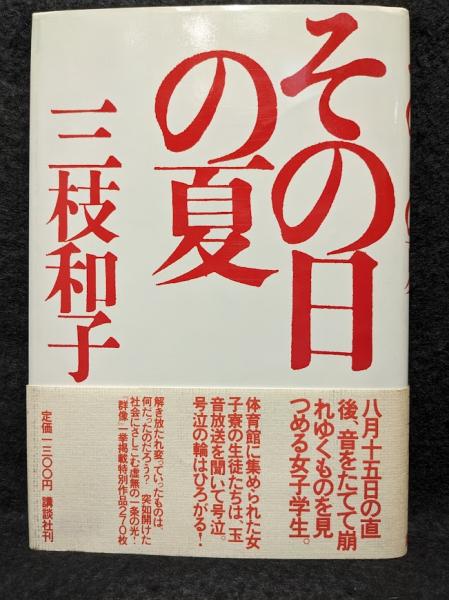 その日
の夏
三枝和子
八月十五日の直
後、音をたてて崩
れゆくものを見
つめる女子学生。
体育館に集められた女
子寮の生徒たちは、玉
音放送を聞いて号泣。
号泣の輪はひろがる！
解き放たれ変っていったものは、
何だったのだろう？　突如開けた
社会にさしこむ虚無の一条の光！
『群像』一挙掲載特別作品270枚
定価一三〇〇円 講談社刊